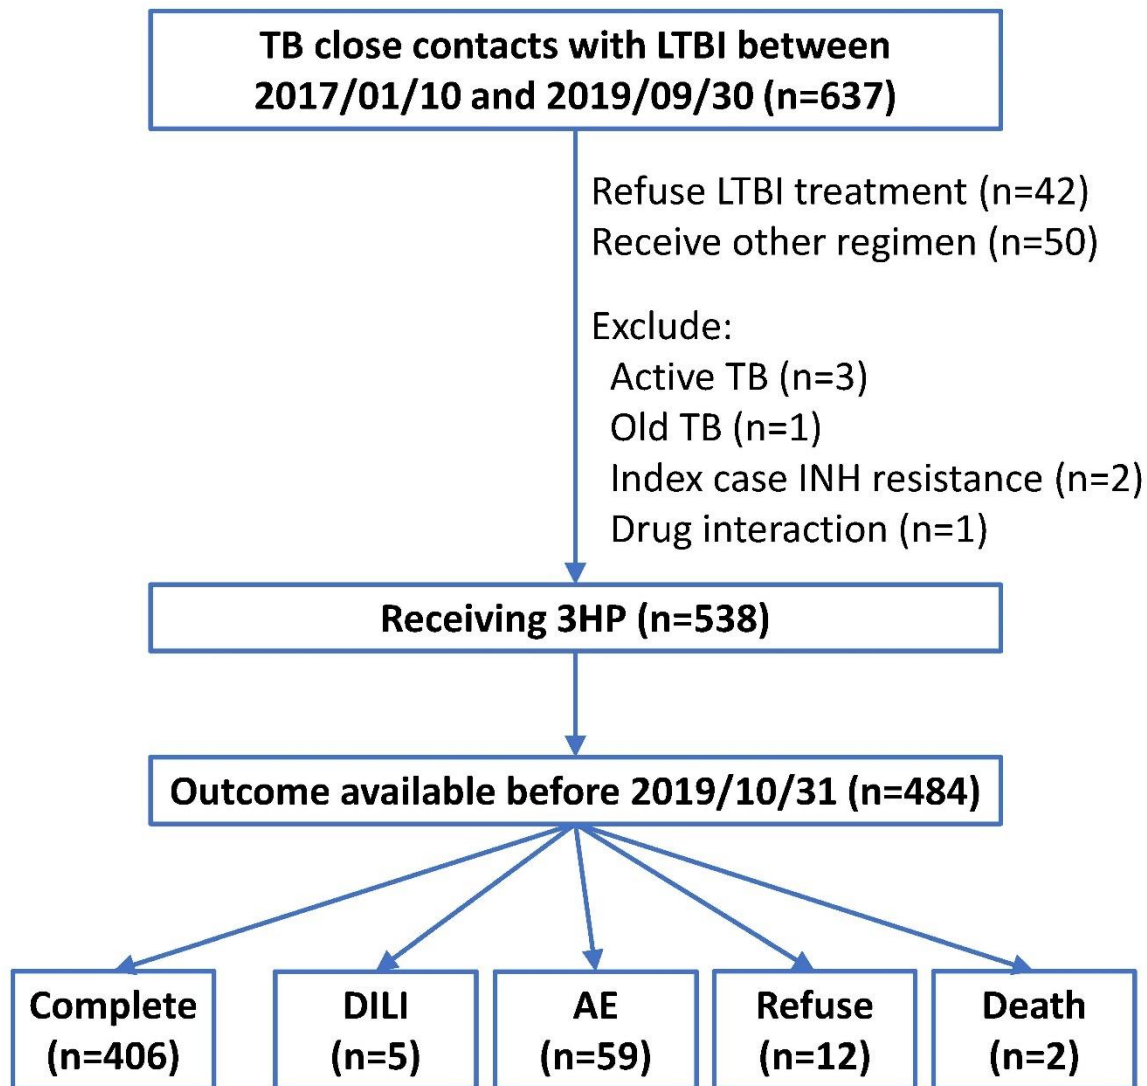 TB close contacts with LTBI between
2017/01/10 and 2019/09/30 (n=637)
Refuse LTBI treatment (n=42)
Receive other regimen (n=50)
Exclude:
Active TB (n=3)
Old TB (n=1)
Index case INH resistance (n=2)
Drug interaction (n=1)
Receiving 3HP (n=538)
Outcome available before 2019/10/31 (n=484)
Complete
(n=406)
DILI
(n=5)
AE
(n=59)
Refuse
(n=12)
Death
(n=2)